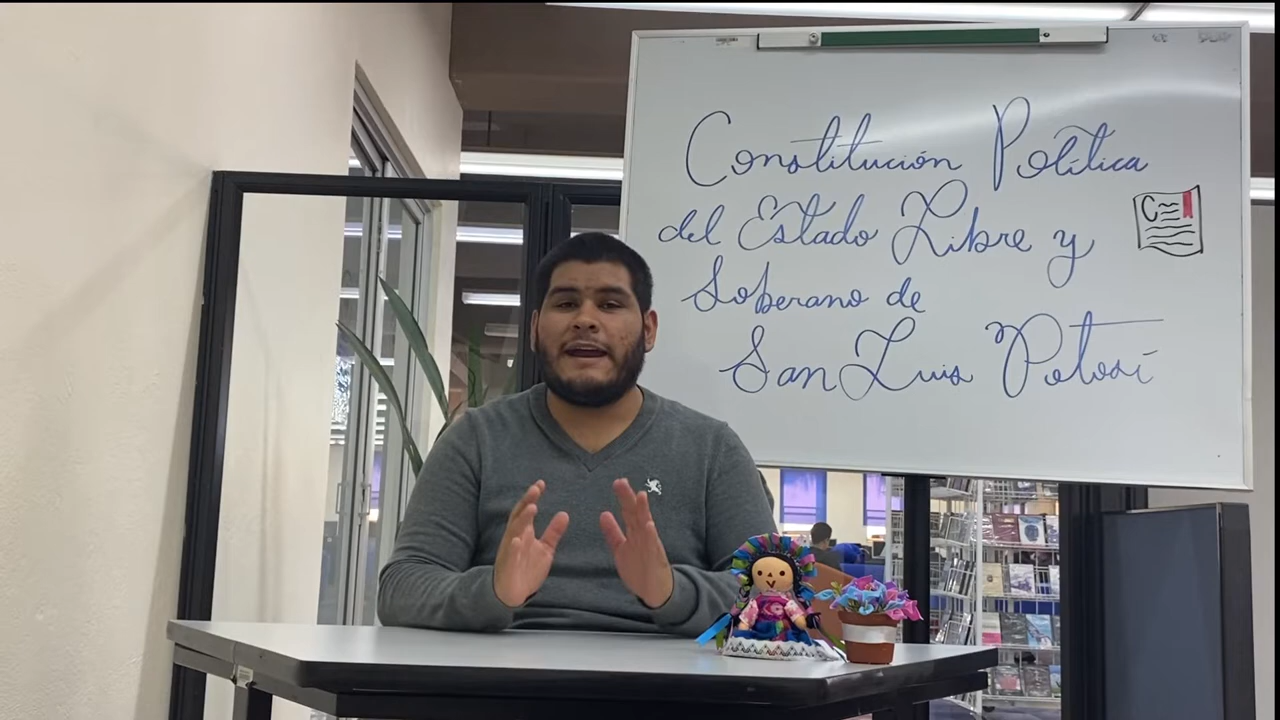 Constitución Política
del Estado Libre y
Soberano de
San Luis Potosí
C